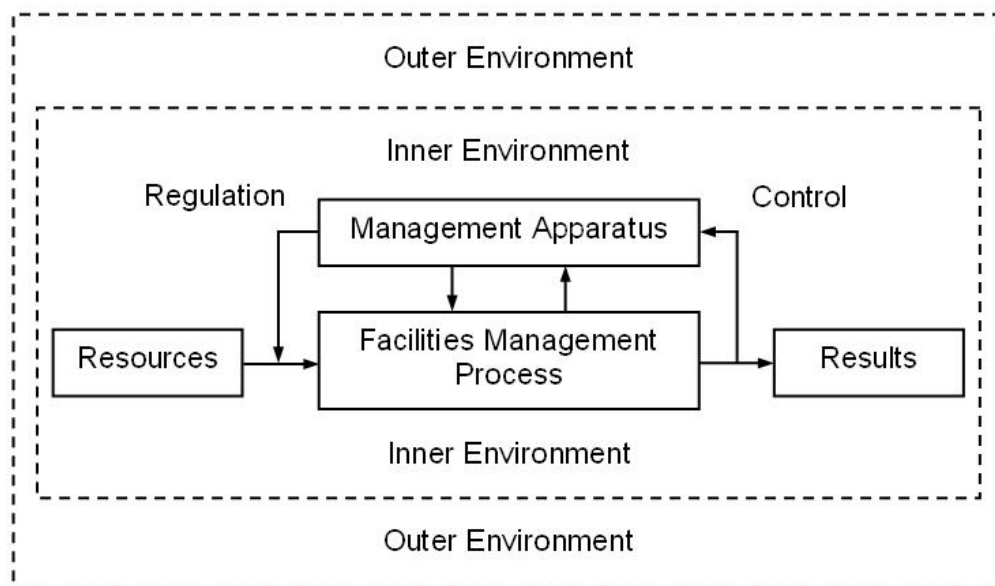 Outer Environment
Inner Environment
Regulation
Control
Management Apparatus
Resources
Facilities Management
Process
Results
Inner Environment
Outer Environment